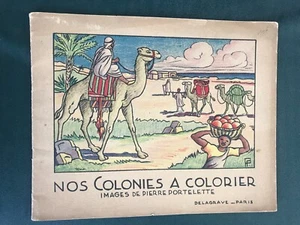 NOS COLONIES A COLORIER
IMAGES DE PIERRE PORTELETTE
DELAGRAVE _ PARIS